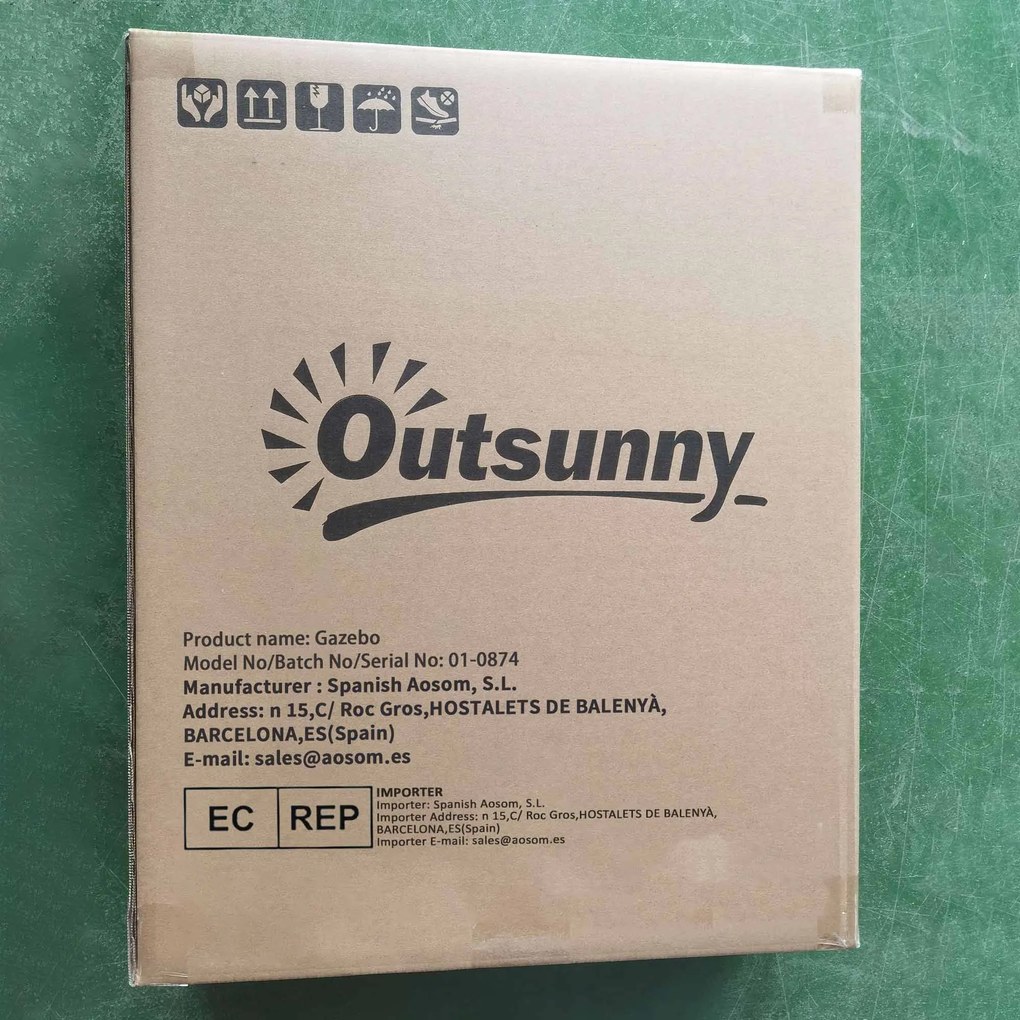 Outsunny
Product name: Gazebo
Model No/Batch No/Serial No: 01-0874
Manufacturer : Spanish Aosom, S.L.
Address: n 15,C/ Roc Gros,HOSTALETS DE BALENYÀ,
BARCELONA,ES(Spain)
E-mail: sales@aosom.es
EC REP
IMPORTER
Importer: Spanish Aosom, S.L.
Importer Address: n 15,C/ Roc Gros,HOSTALETS DE BALENYÀ,
BARCELONA,ES(Spain)
Importer E-mail: sales@aosom.es